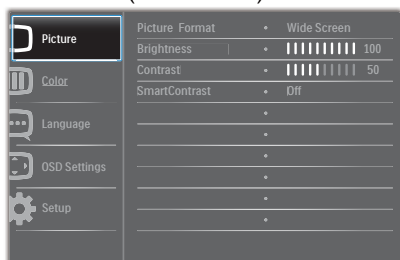 Picture
Color
Language
OSD Settings
Setup
Picture Format • Wide Screen
Brightness • 100
Contrast • 50
SmartContrast • Off